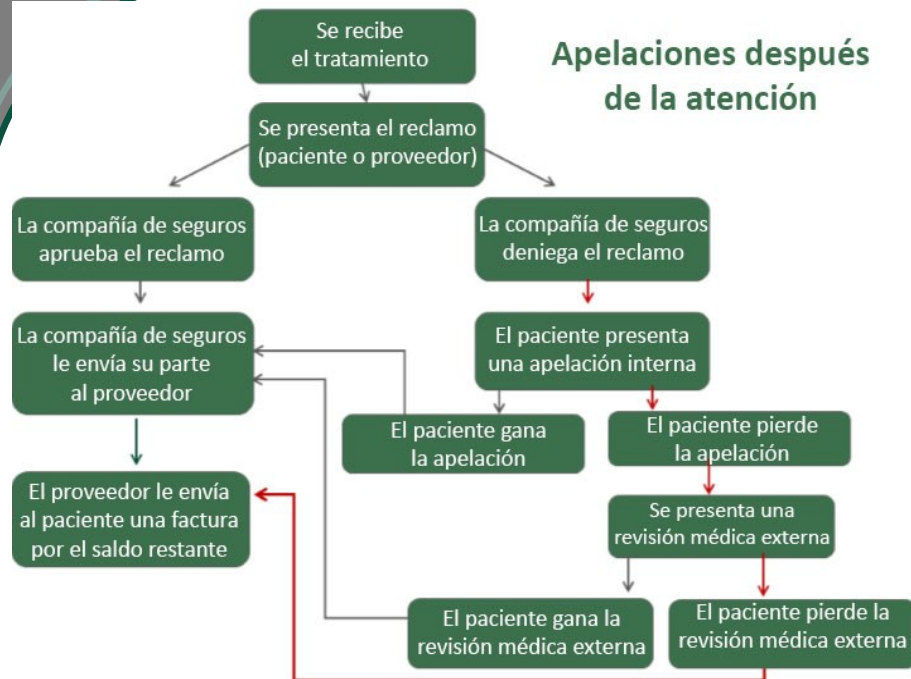 Se recibe
el tratamiento
Apelaciones después
de la atención
Se presenta el reclamo
(paciente o proveedor)
La compañía de seguros
aprueba el reclamo
La compañía de seguros
deniega el reclamo
La compañía de seguros
le envía su parte
al proveedor
El paciente presenta
una apelación interna
El paciente gana
la apelación
El paciente pierde
la apelación
El proveedor le envía
al paciente una factura
por el saldo restante
Se presenta una
revisión médica externa
El paciente gana la
revisión médica externa
El paciente pierde la
revisión médica externa